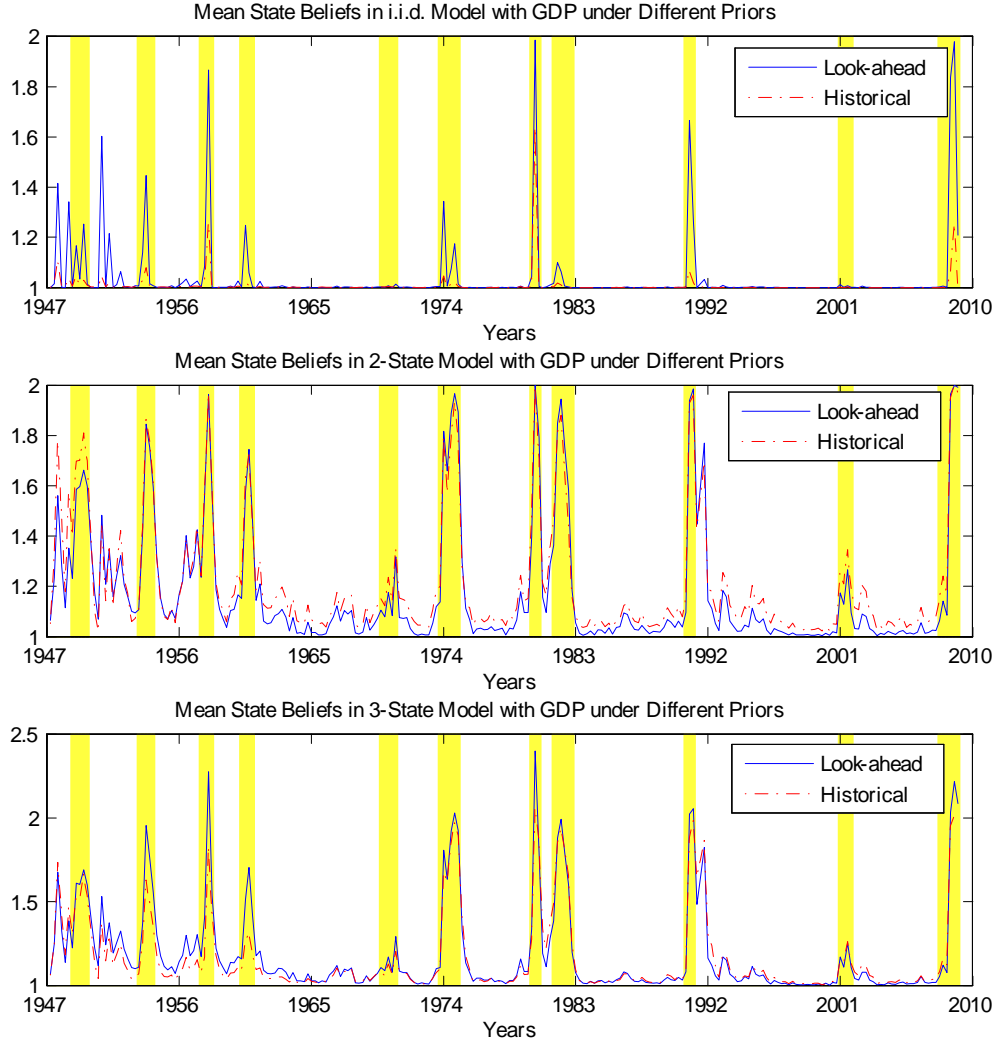 Mean State Beliefs in i.i.d. Model with GDP under Different Priors
2
1.8
1.6
1.4
1.2
1
Look-ahead
Historical
1947 1956 1965 1974 1983 1992 2001 2010
Years
Mean State Beliefs in 2-State Model with GDP under Different Priors
2
1.8
1.6
1.4
1.2
1
Look-ahead
Historical
1947 1956 1965 1974 1983 1992 2001 2010
Years
Mean State Beliefs in 3-State Model with GDP under Different Priors
2.5
2
1.5
1
Look-ahead
Historical
1947 1956 1965 1974 1983 1992 2001 2010
Years